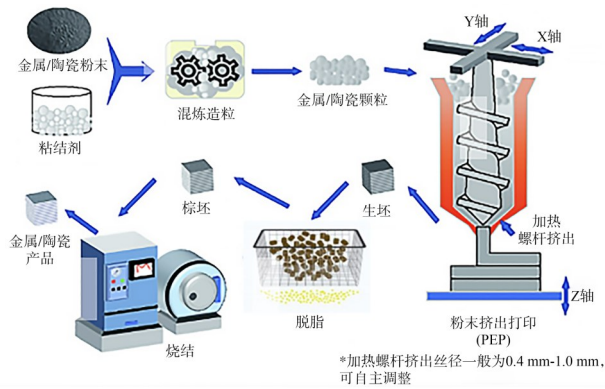 金属/陶瓷粉末
粘结剂
混炼造粒
金属/陶瓷颗粒
Y轴
X轴
加热
螺杆挤出
Z轴
粉末挤出打印
(PEP)
*加热螺杆挤出丝径一般为0.4 mm-1.0 mm,
可自主调整
生坯
脱脂
棕坯
烧结
金属/陶瓷
产品